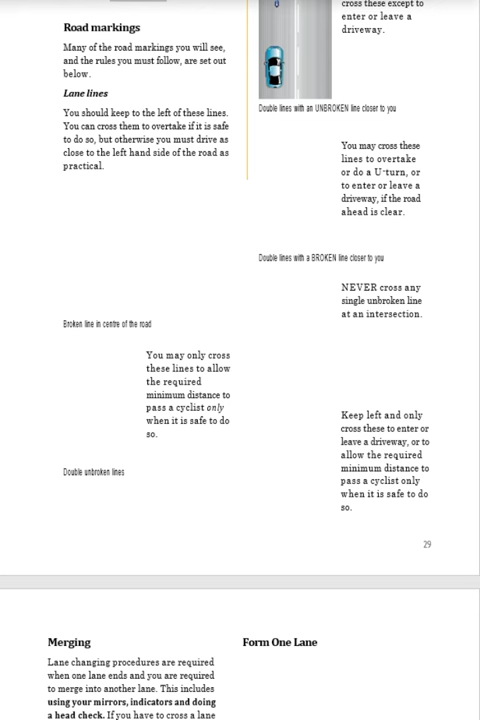 Road markings
Many of the road markings you will see,
and the rules you must follow, are set out
below.
Lane lines
You should keep to the left of these lines.
You can cross them to overtake if it is safe
to do so, but otherwise you must drive as
close to the left hand side of the road as
practical.
Broken line in centre of the road
You may only cross
these lines to allow
the required
minimum distance to
pass a cyclist only
when it is safe to do
so.
Double unbroken lines
cross these except to
enter or leave a
driveway.
Double lines with an UNBROKEN line closer to you
You may cross these
lines to overtake
or do a U-turn, or
to enter or leave a
driveway, if the road
ahead is clear.
Double lines with a BROKEN line closer to you
NEVER cross any
single unbroken line
at an intersection.
Keep left and only
cross these to enter or
leave a driveway, or to
allow the required
minimum distance to
pass a cyclist only
when it is safe to do
so.
29
Merging
Lane changing procedures are required
when one lane ends and you are required
to merge into another lane. This includes
using your mirrors, indicators and doing
a head check. If you have to cross a lane
Form One Lane